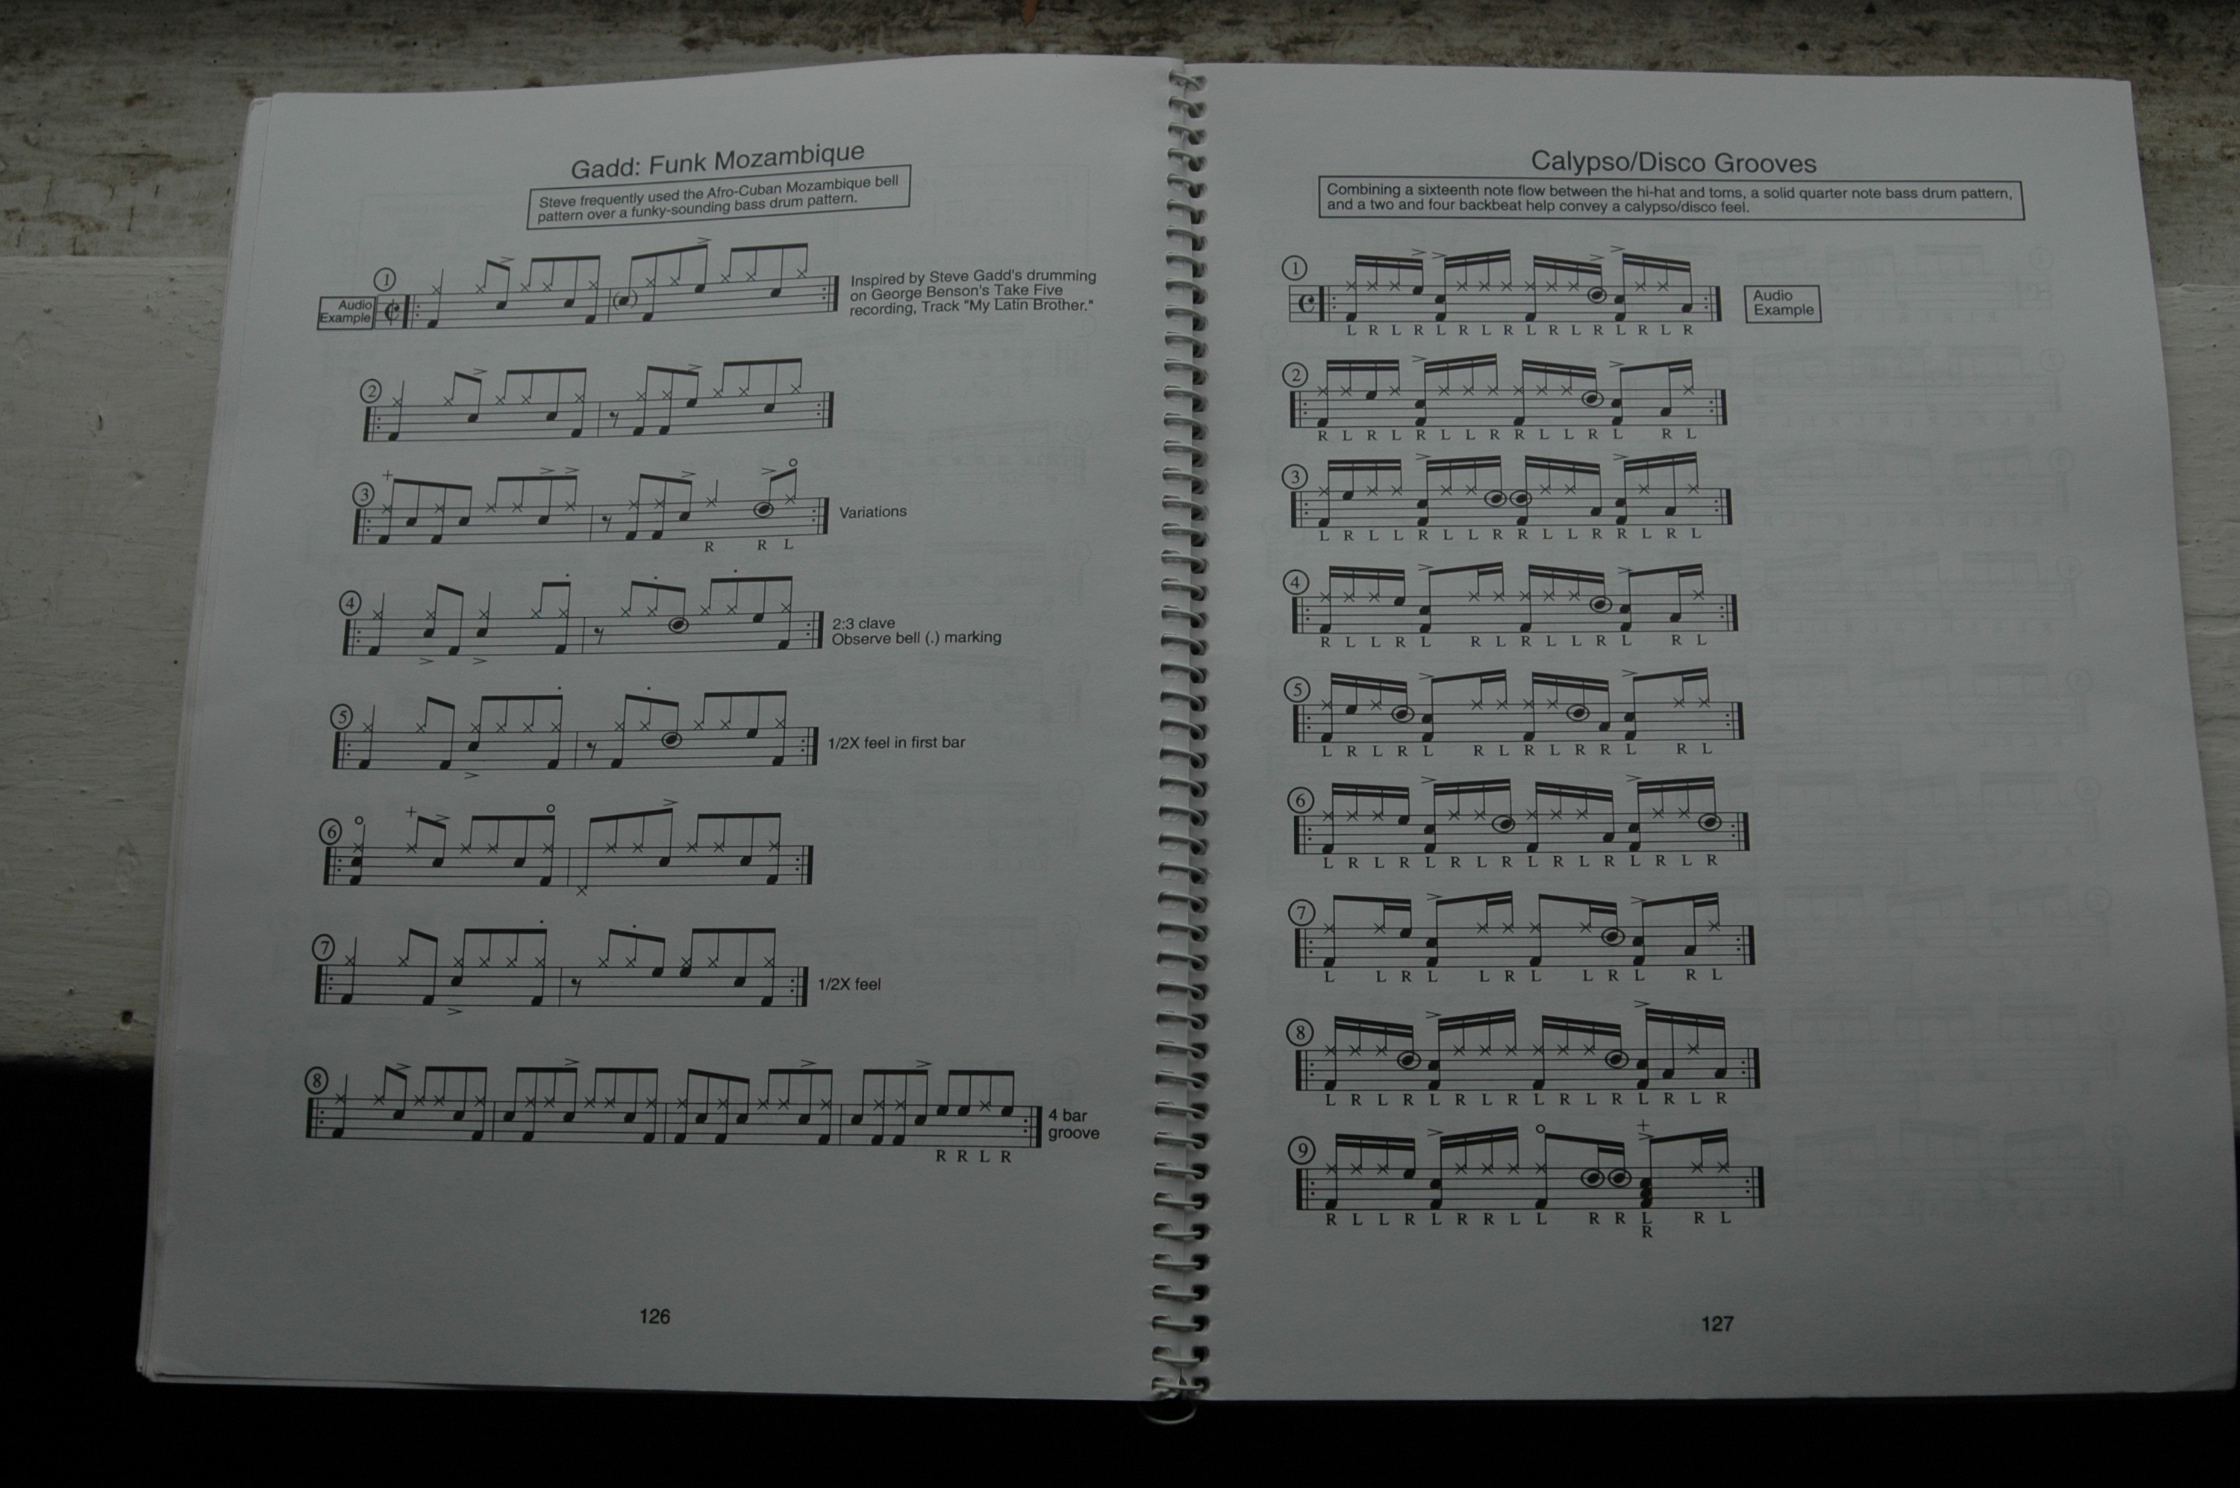 Gadd: Funk Mozambique
Steve frequently used the Afro-Cuban Mozambique bell
pattern over a funky-sounding bass drum pattern.
1
Audio
Example
Inspired by Steve Gadd's drumming
on George Benson's Take Five
recording, Track "My Latin Brother."
2
3
Variations
R R L
4
2:3 clave
Observe bell (.) marking
5
1/2X feel in first bar
6
7
1/2X feel
8
4 bar
groove
R R L R
126
Calypso/Disco Grooves
Combining a sixteenth note flow between the hi-hat and toms, a solid quarter note bass drum pattern,
and a two and four backbeat help convey a calypso/disco feel.
1
Audio
Example
L R L R L R L R L R L R L R L R
2
R L R L R L L R R L L R L R L
3
L R L L R L L R R L L R R L R L
4
R L L R L R L R L L R L R L
5
L R L R L R L R L R R L R L
6
L R L R L R L R L R L R L R L R
7
L L R L L R L L R L R L
8
L R L R L R L R L R L R L R L R
9
R L L R L R R L L R R L R L
R
127